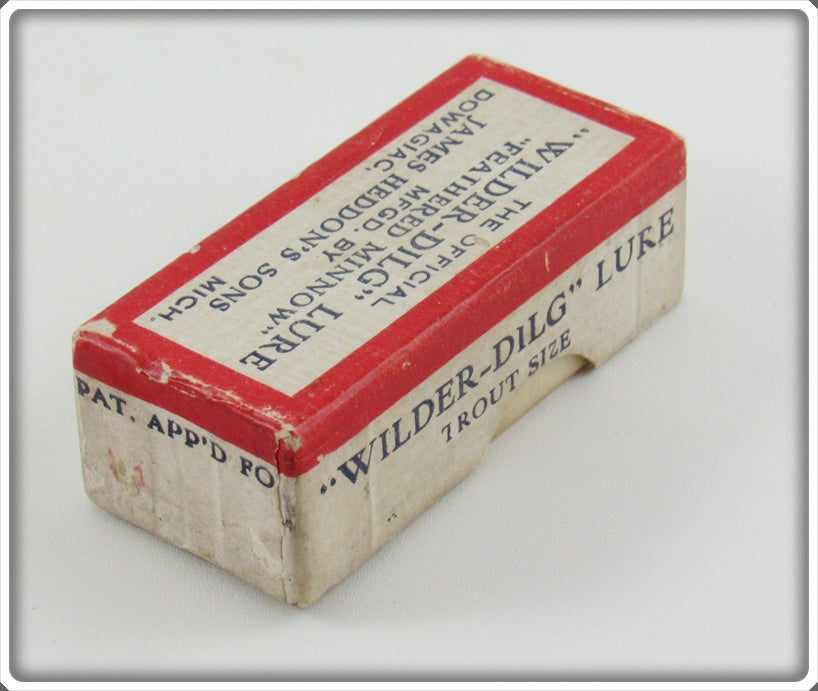 THE OFFICIAL
"WILDER-DILG" LURE
"FEATHERED MINNOW"
MFGD. BY
JAMES HEDDON'S SONS
DOWAGIAC, MICH.
"WILDER-DILG" LURE
TROUT SIZE
PAT. APP'D FO